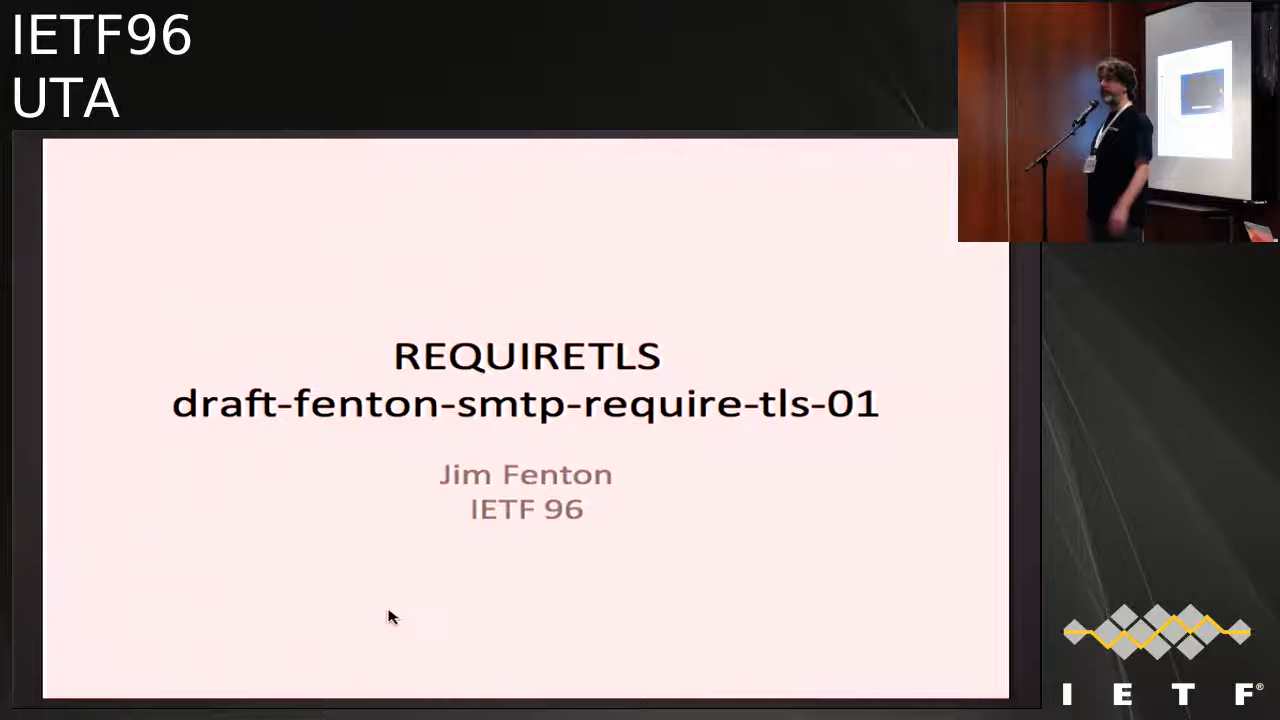 IETF96
UTA
REQUIRETLS
draft-fenton-smtp-require-tls-01
Jim Fenton
IETF 96
I E T F®